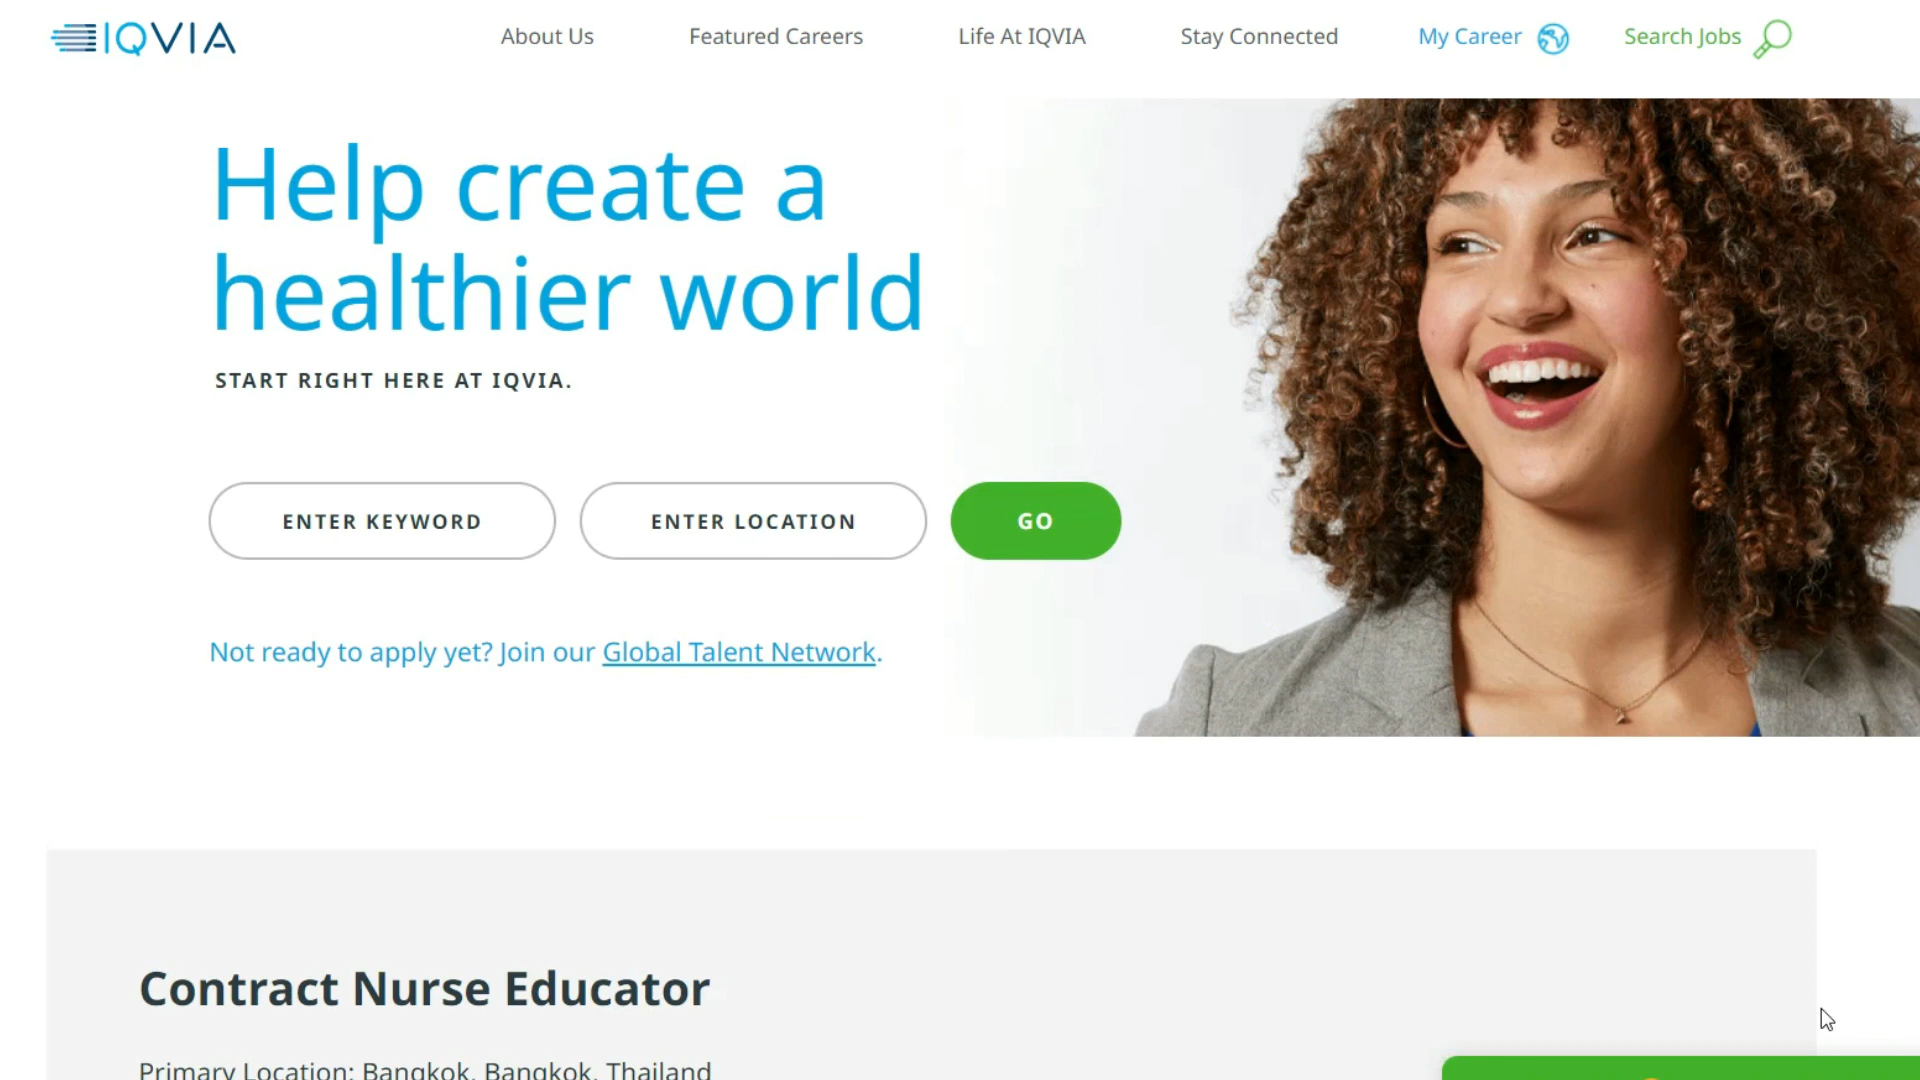 IQVIA
About Us
Featured Careers
Life At IQVIA
Stay Connected
My Career
Search Jobs
Help create a
healthier world
START RIGHT HERE AT IQVIA.
ENTER KEYWORD
ENTER LOCATION
GO
Not ready to apply yet? Join our Global Talent Network.
Contract Nurse Educator
Primary Location: Bangkok, Bangkok, Thailand